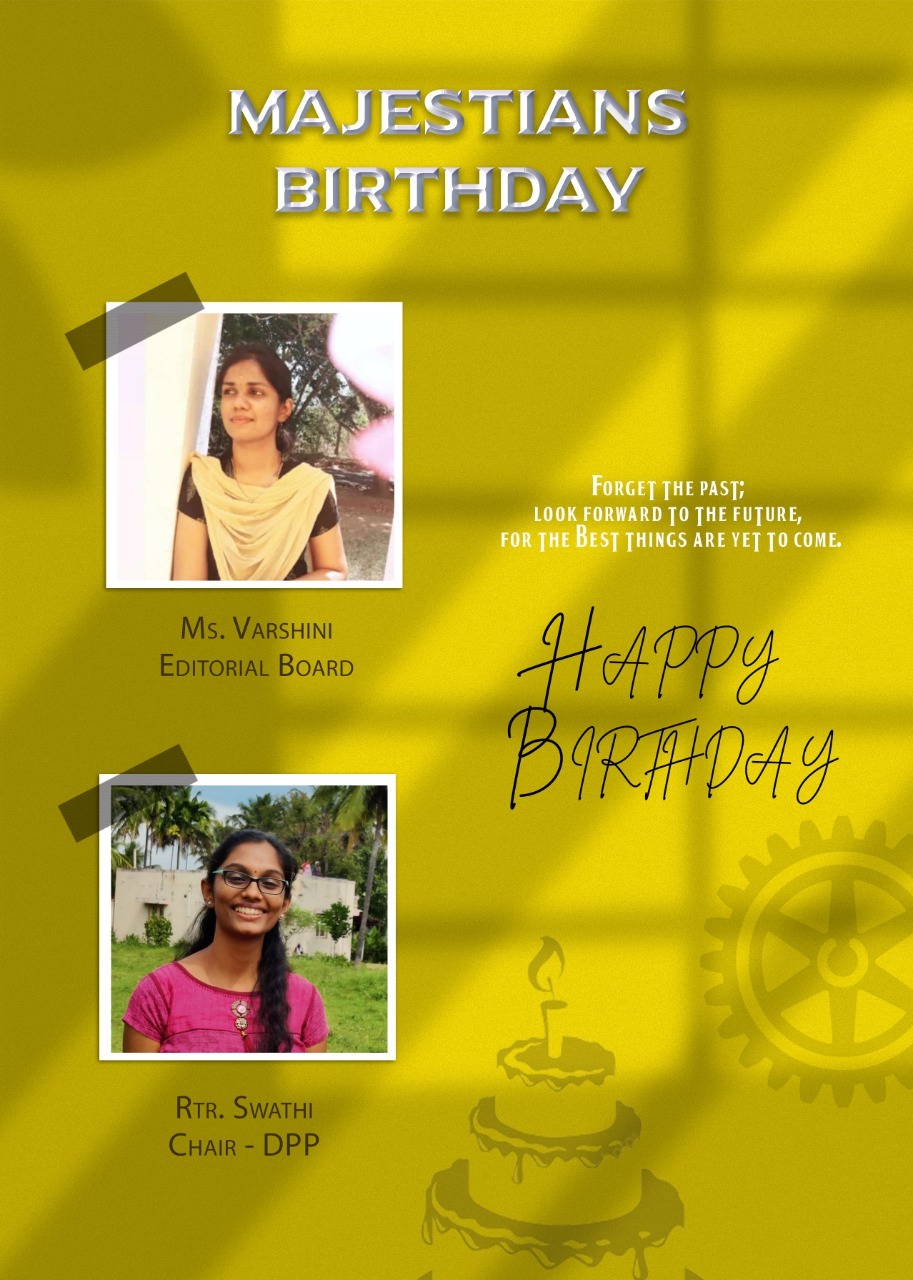 MAJESTIANS
BIRTHDAY
Ms. Varshini
Editorial Board
Forget the past;
look forward to the future,
for the Best things are yet to come.
Happy
Birthday
Rtr. Swathi
Chair - DPP